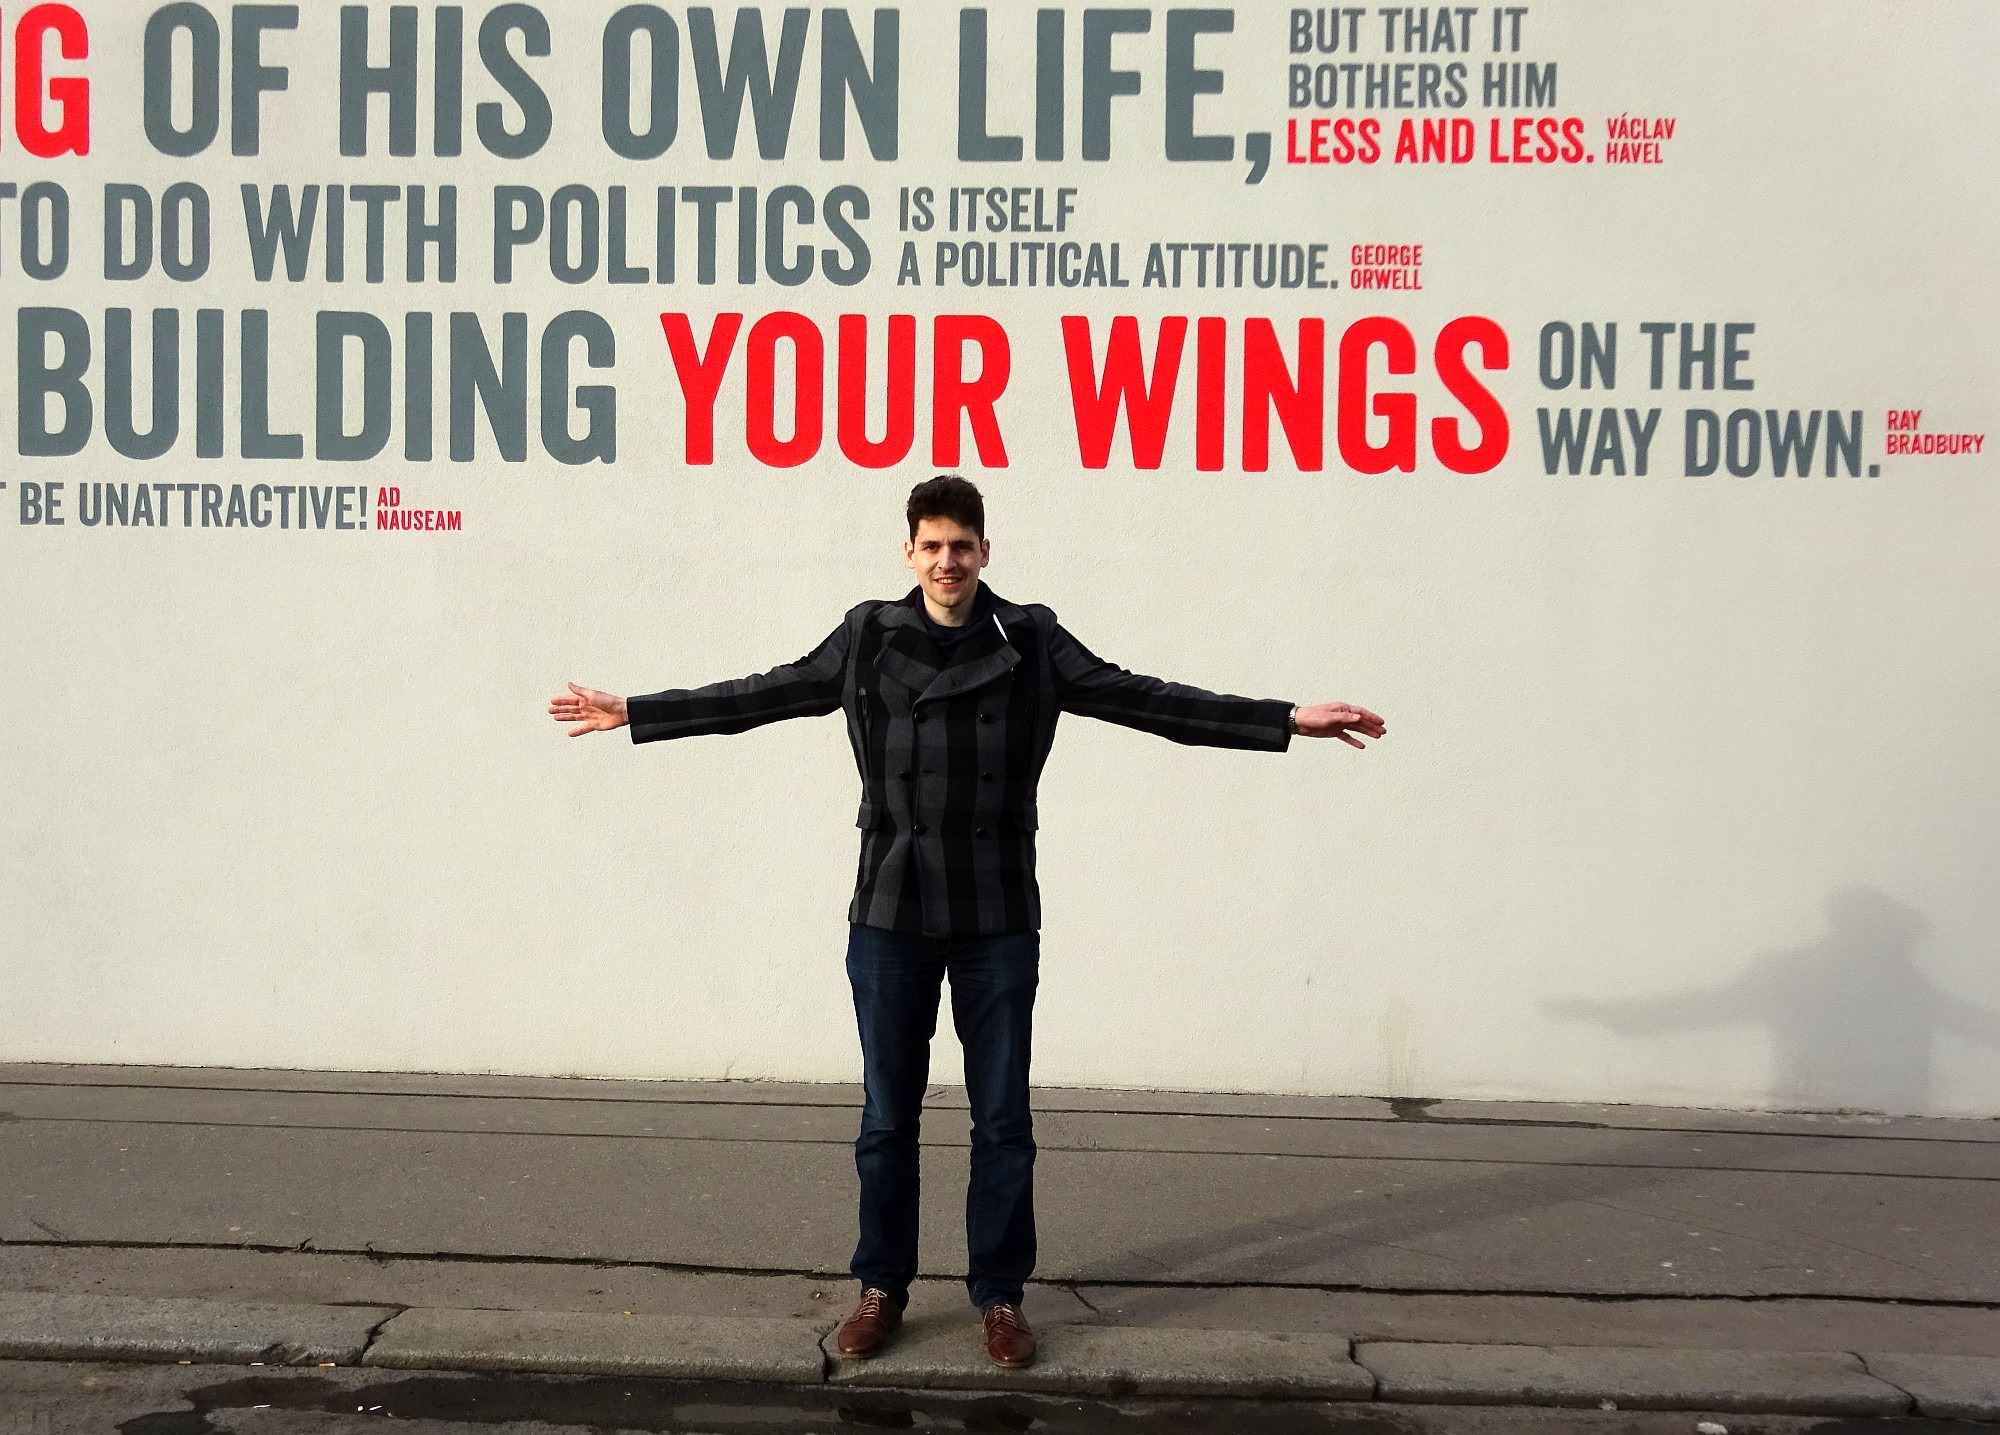 G OF HIS OWN LIFE,
BUT THAT IT
BOTHERS HIM
LESS AND LESS.
VÁCLAV
HAVEL
TO DO WITH POLITICS
IS ITSELF
A POLITICAL ATTITUDE.
GEORGE
ORWELL
BUILDING YOUR WINGS
ON THE
WAY DOWN.
RAY
BRADBURY
BE UNATTRACTIVE!
AD
NAUSEAM